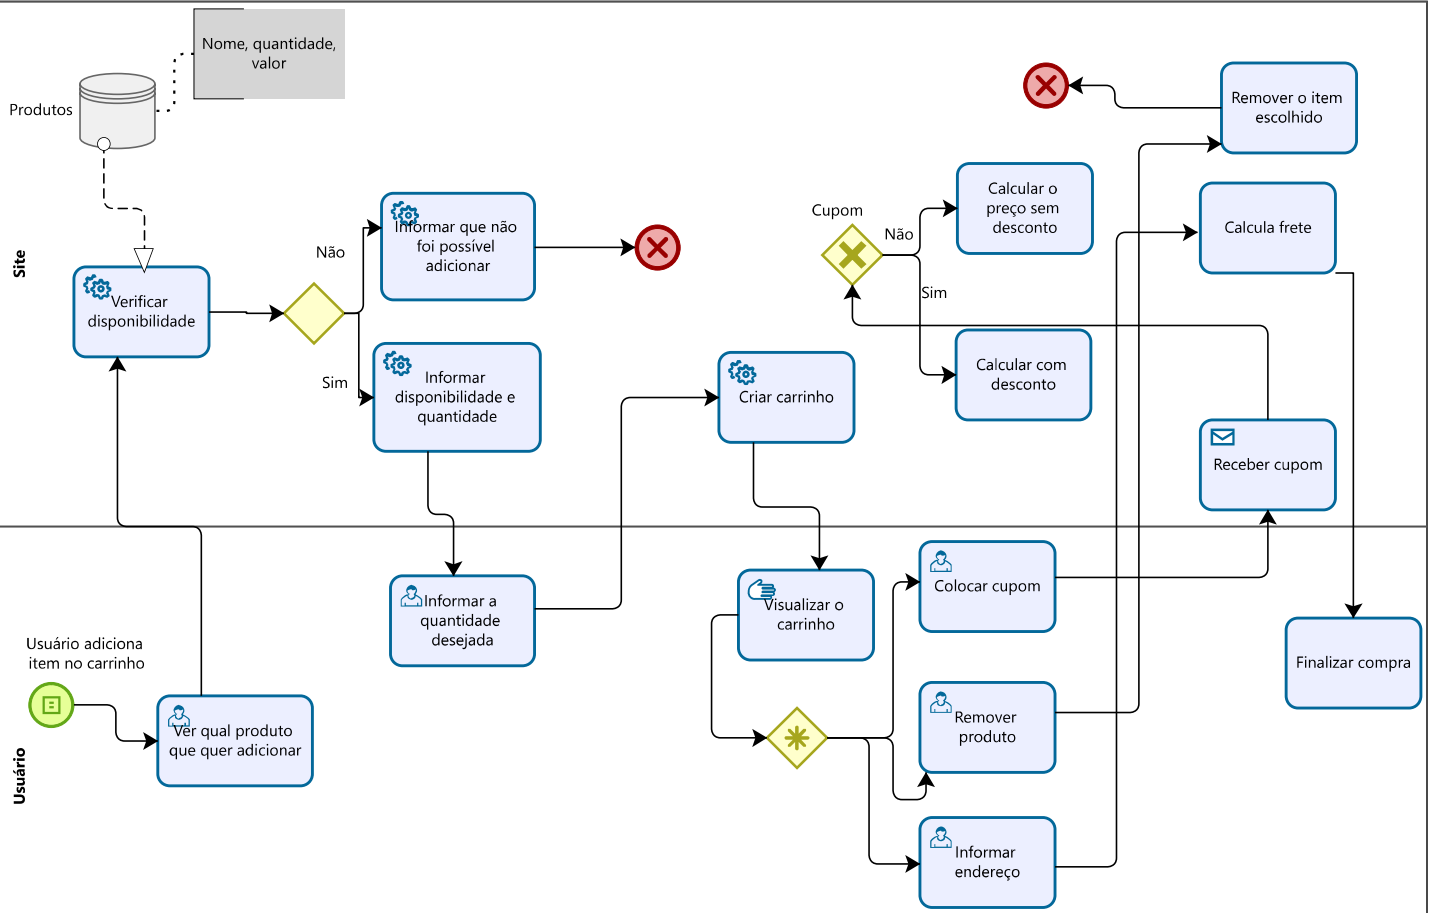 Nome, quantidade,
valor
Produtos
Remover o item
escolhido
Calcular o
preço sem
desconto
Cupom
Não
Calcula frete
Informar que não
foi possível
adicionar
Não
Site
Verificar
disponibilidade
Sim
Calcular com
desconto
Sim
Informar
disponibilidade e
quantidade
Criar carrinho
Receber cupom
Colocar cupom
Informar a
quantidade
desejada
Visualizar o
carrinho
Usuário adiciona
item no carrinho
Finalizar compra
Remover
produto
Ver qual produto
que quer adicionar
Usuário
Informar
endereço